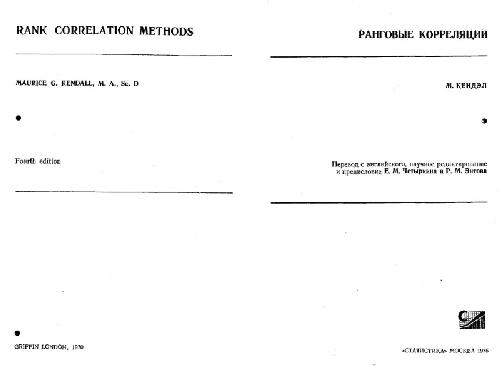 RANK CORRELATION METHODS
MAURICE G. KENDALL, M. A., Sc. D
Fourth edition
GRIFFIN LONDON, 1970
РАНГОВЫЕ КОРРЕЛЯЦИИ
М. КЕНДЭЛ
Перевод с английского, научное редактирование
и предисловие Е. М. Четыркина и Р. М. Энтова
«СТАТИСТИКА» МОСКВА 1975